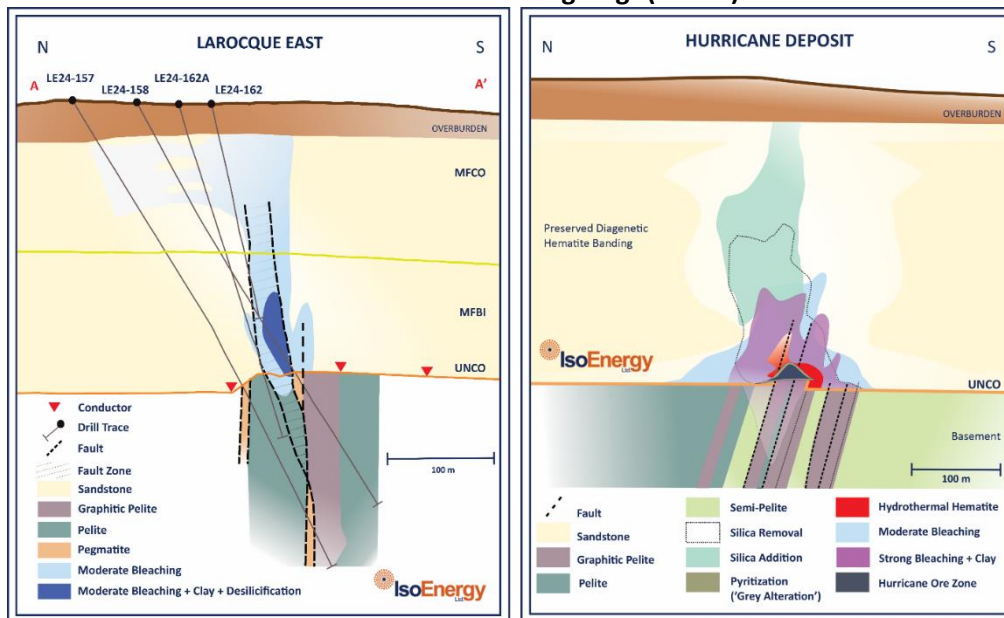 LAROCQUE EAST
N
S
LE24-157
LE24-158
LE24-162A
LE24-162
A
A'
OVERBURDEN
MFCO
MFBI
UNCO
Conductor
Drill Trace
Fault
Fault Zone
Sandstone
Graphitic Pelite
Pelite
Pegmatite
Moderate Bleaching
Moderate Bleaching + Clay + Desilicification
100 m
IsoEnergy
Ltd
HURRICANE DEPOSIT
N
S
OVERBURDEN
Preserved Diagenetic
Hematite Banding
IsoEnergy
Ltd
UNCO
Basement
100 m
Fault
Sandstone
Graphitic Pelite
Pelite
Semi-Pelite
Silica Removal
Silica Addition
Pyritization
('Grey Alteration')
Hydrothermal Hematite
Moderate Bleaching
Strong Bleaching + Clay
Hurricane Ore Zone